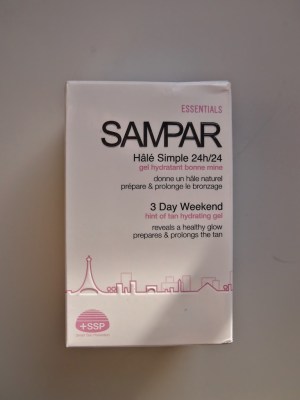 ESSENTIALS
SAMPAR
Hâlé Simple 24h/24
gel hydratant bonne mine
donne un hâle naturel
prépare & prolonge le bronzage
3 Day Weekend
hint of tan hydrating gel
reveals a healthy glow
prepares & prolongs the tan
+SSP